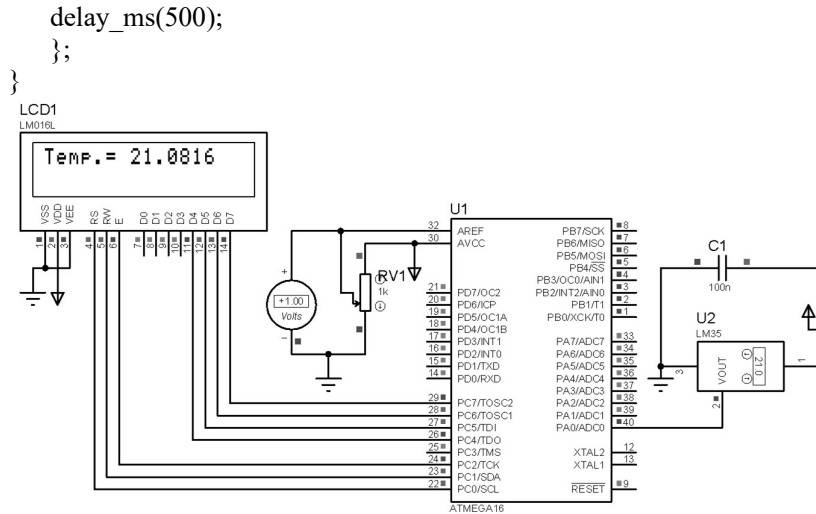 delay_ms(500);
};
}
LCD1
LM016L
Temp.= 21.0816
VSS
VDD
VEE
RS
RW
E
D0
D1
D2
D3
D4
D5
D6
D7
1
2
3
4
5
6
7
8
9
10
11
12
13
14
+
+1.00
Volts
-
RV1
1k
U1
32 AREF
30 AVCC
21 PD7/OC2
20 PD6/ICP
19 PD5/OC1A
18 PD4/OC1B
17 PD3/INT1
16 PD2/INT0
15 PD1/TXD
14 PD0/RXD
29 PC7/TOSC2
28 PC6/TOSC1
27 PC5/TDI
26 PC4/TDO
25 PC3/TMS
24 PC2/TCK
23 PC1/SDA
22 PC0/SCL
PB7/SCK 8
PB6/MISO 7
PB5/MOSI 6
PB4/SS 5
PB3/OC0/AIN1 4
PB2/INT2/AIN0 3
PB1/T1 2
PB0/XCK/T0 1
PA7/ADC7 33
PA6/ADC6 34
PA5/ADC5 35
PA4/ADC4 36
PA3/ADC3 37
PA2/ADC2 38
PA1/ADC1 39
PA0/ADC0 40
XTAL2 12
XTAL1 13
RESET 9
ATMEGA16
C1
100n
U2
LM35
3
VOUT
21.0
1
2